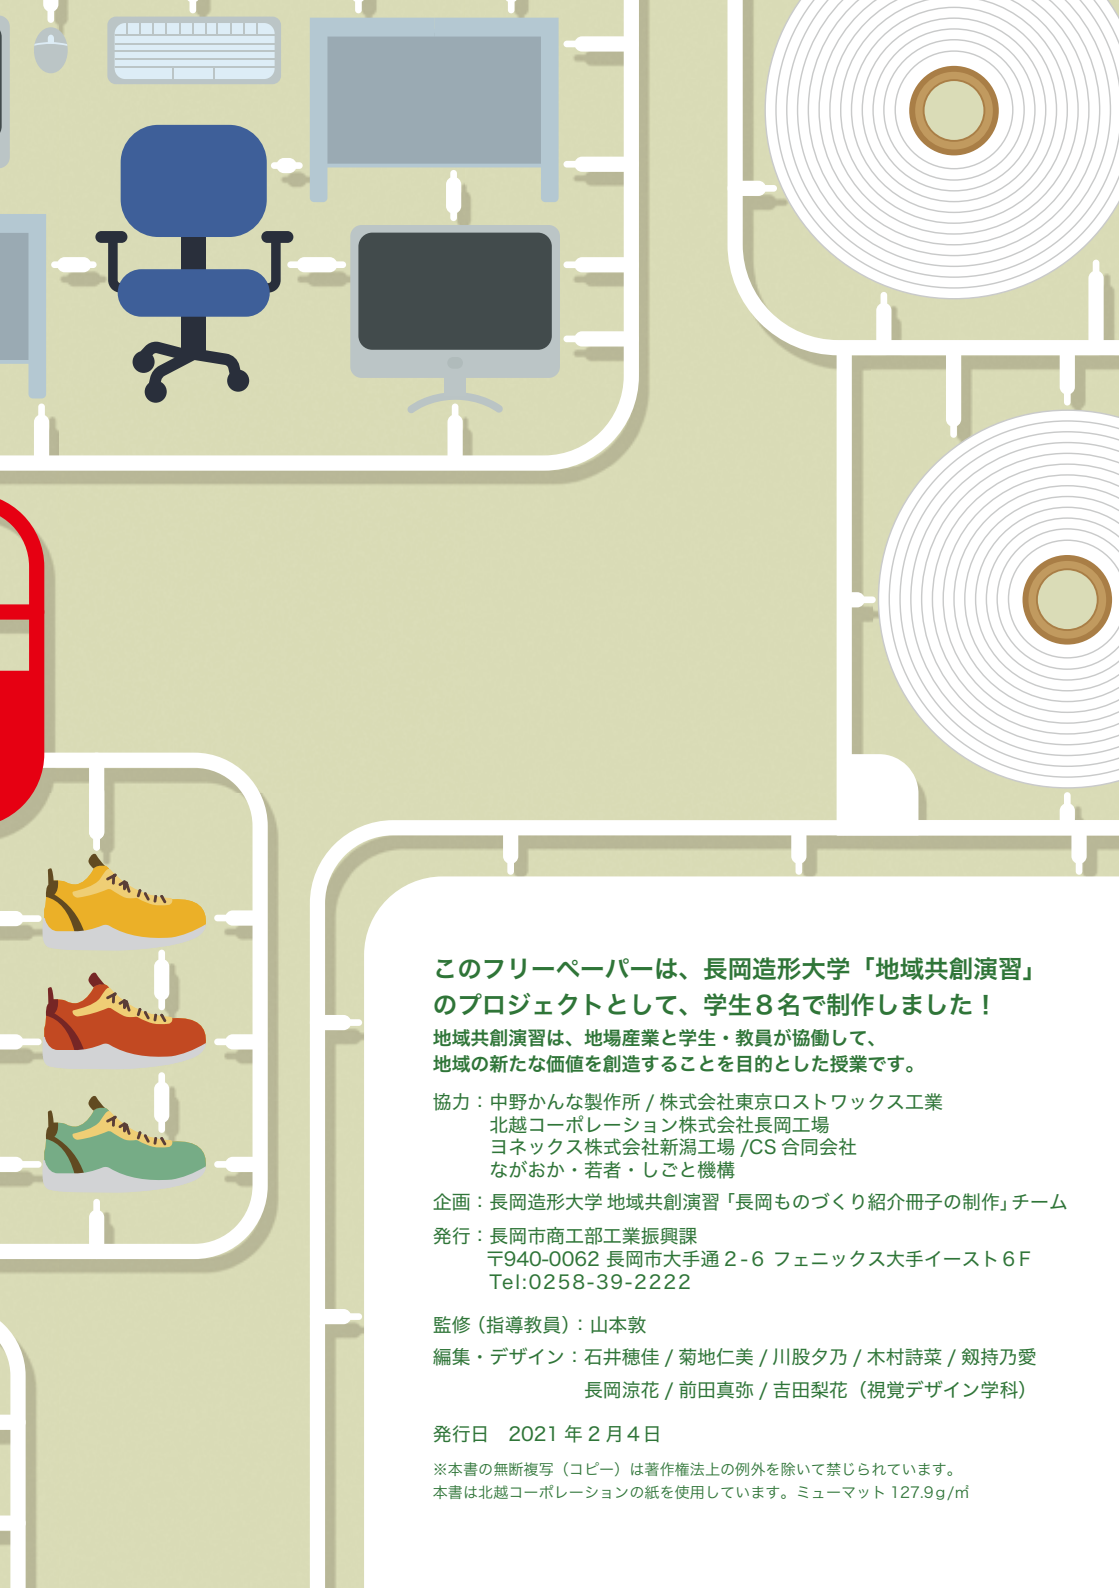 このフリーペーパーは、長岡造形大学「地域共創演習」
のプロジェクトとして、学生８名で制作しました！
地域共創演習は、地場産業と学生・教員が協働して、
地域の新たな価値を創造することを目的とした授業です。
協力：中野かんな製作所 / 株式会社東京ロストワックス工業
北越コーポレーション株式会社長岡工場
ヨネックス株式会社新潟工場 /CS 合同会社
ながおか・若者・しごと機構
企画：長岡造形大学 地域共創演習「長岡ものづくり紹介冊子の制作」チーム
発行：長岡市商工部工業振興課
〒940-0062 長岡市大手通２-６ フェニックス大手イースト６F
Tel:0258-39-2222
監修（指導教員）：山本敦
編集・デザイン：石井穂佳 / 菊地仁美 / 川股夕乃 / 木村詩菜 / 剱持乃愛
長岡涼花 / 前田真弥 / 吉田梨花（視覚デザイン学科）
発行日　2021 年 2 月４日
※本書の無断複写（コピー）は著作権法上の例外を除いて禁じられています。
本書は北越コーポレーションの紙を使用しています。ミューマット 127.9ｇ/㎡